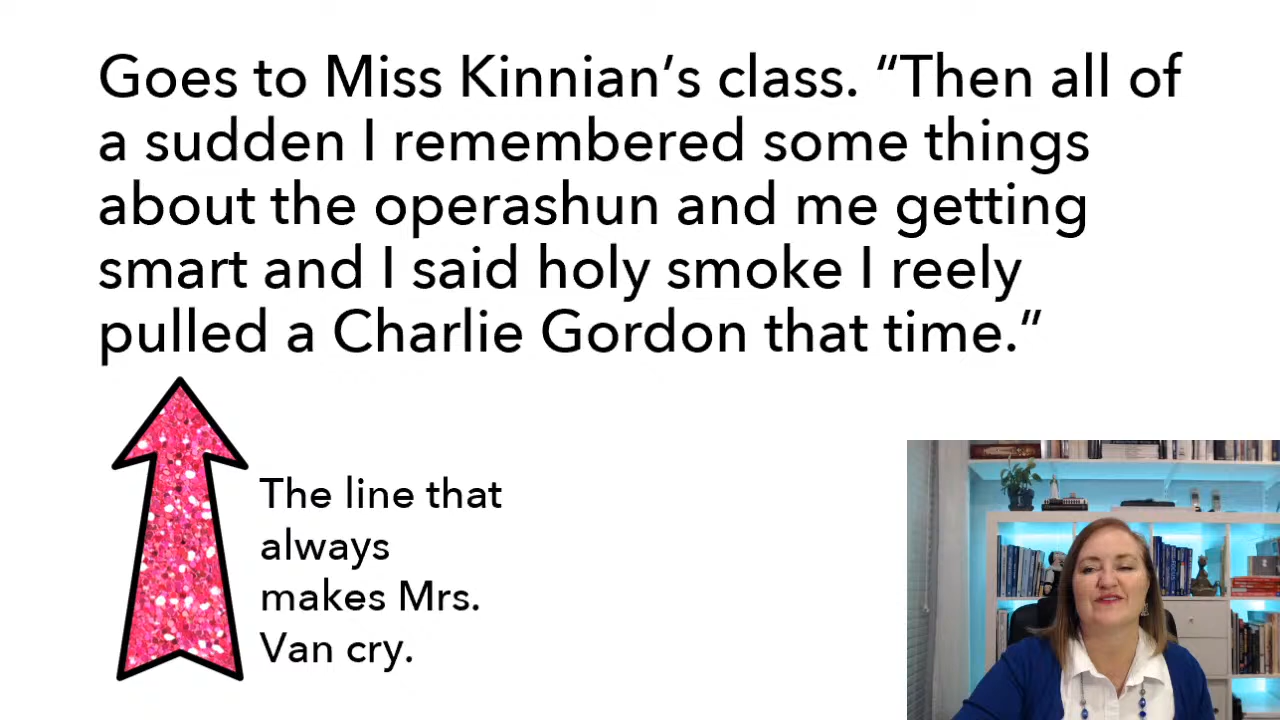 Goes to Miss Kinnian’s class. “Then all of
a sudden I remembered some things
about the operashun and me getting
smart and I said holy smoke I reely
pulled a Charlie Gordon that time.”
The line that
always
makes Mrs.
Van cry.